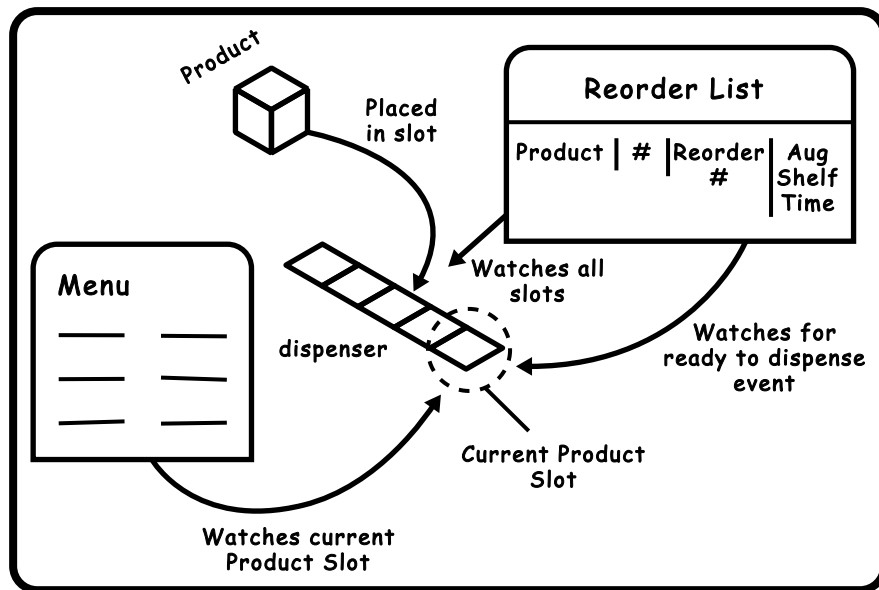 Product
Placed
in slot
Reorder List
Product
#
Reorder
#
Aug
Shelf
Time
Watches all
slots
Menu
dispenser
Watches for
ready to dispense
event
Current Product
Slot
Watches current
Product Slot